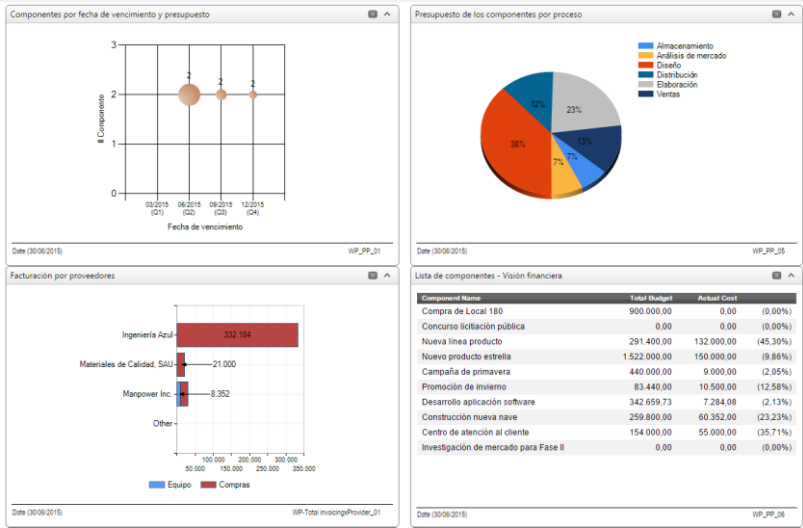 Componentes por fecha de vencimiento y presupuesto
3
2
1
0
# Componente
2
2
2
03/2015 (Q1)
06/2015 (Q2)
09/2015 (Q3)
12/2015 (Q4)
Fecha de vencimiento
Date (30/06/2015)
WP_PP_01
Presupuesto de los componentes por proceso
Almacenamiento
Análisis de mercado
Diseño
Distribución
Elaboración
Ventas
12%
23%
38%
13%
7%
7%
Date (30/06/2015)
WP_PP_05
Facturación por proveedores
Ingeniería Azul
332.184
Materiales de Calidad, SAU
21.000
Manpower Inc.
8.352
Other
100.000 200.000 300.000
50.000 150.000 250.000 350.000
Equipo Compras
Date (30/06/2015)
WP-Total invoicingxProvider_01
Lista de componentes - Visión financiera
Component Name Total Budget Actual Cost
Compra de Local 180 900.000,00 0,00 (0,00%)
Concurso licitiación pública 0,00 0,00 (0,00%)
Nueva línea producto 291.400,00 132.000,00 (45,30%)
Nuevo producto estrella 1.522.000,00 150.000,00 (9,86%)
Campaña de primavera 440.000,00 9.000,00 (2,05%)
Promoción de invierno 83.440,00 10.500,00 (12,58%)
Desarrollo aplicación software 342.659,73 7.284,08 (2,13%)
Construcción nueva nave 259.800,00 60.352,00 (23,23%)
Centro de atención al cliente 154.000,00 55.000,00 (35,71%)
Investigación de mercado para Fase II 0,00 0,00 (0,00%)
Date (30/06/2015)
WP_PP_06